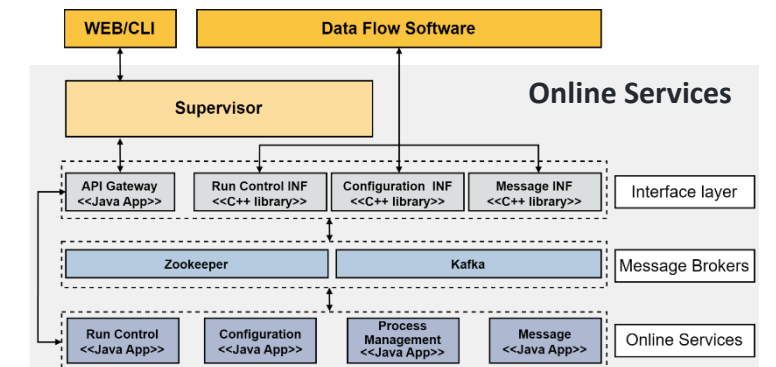 WEB/CLI
Data Flow Software
Online Services
Supervisor
API Gateway
<<Java App>>
Run Control INF
<<C++ library>>
Configuration INF
<<C++ library>>
Message INF
<<C++ library>>
Interface layer
Zookeeper
Kafka
Message Brokers
Run Control
<<Java App>>
Configuration
<<Java App>>
Process
Management
<<Java App>>
Message
<<Java App>>
Online Services